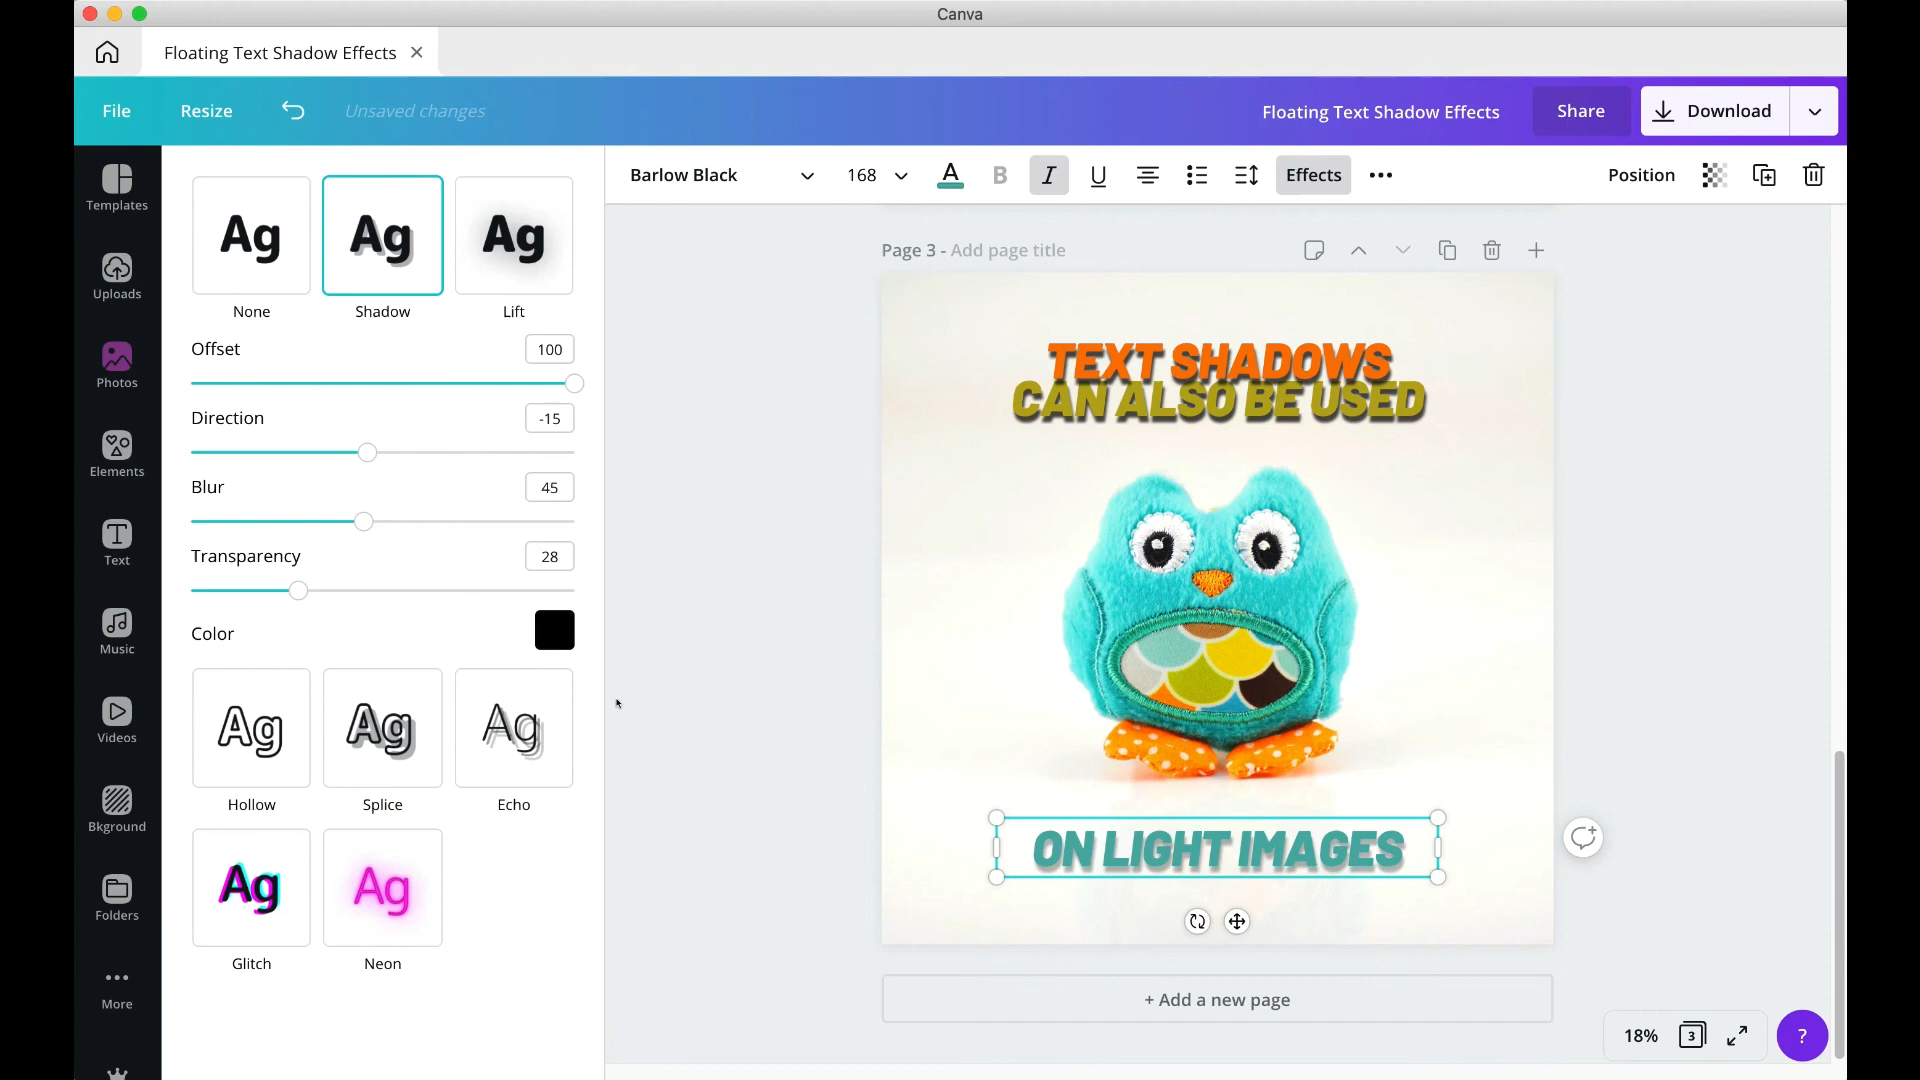 Canva
Floating Text Shadow Effects
File
Resize
Unsaved changes
Floating Text Shadow Effects
Share
Download
Templates
Uploads
Photos
Elements
Text
Music
Videos
Bkground
Folders
More
Ag
Ag
Ag
None
Shadow
Lift
Offset
100
Direction
-15
Blur
45
Transparency
28
Color
Ag
Ag
Ag
Hollow
Splice
Echo
Ag
Ag
Glitch
Neon
Barlow Black
168
A
B
I
U
Effects
Position
Page 3 - Add page title
TEXT SHADOWS
CAN ALSO BE USED
ON LIGHT IMAGES
+ Add a new page
18%
3
?